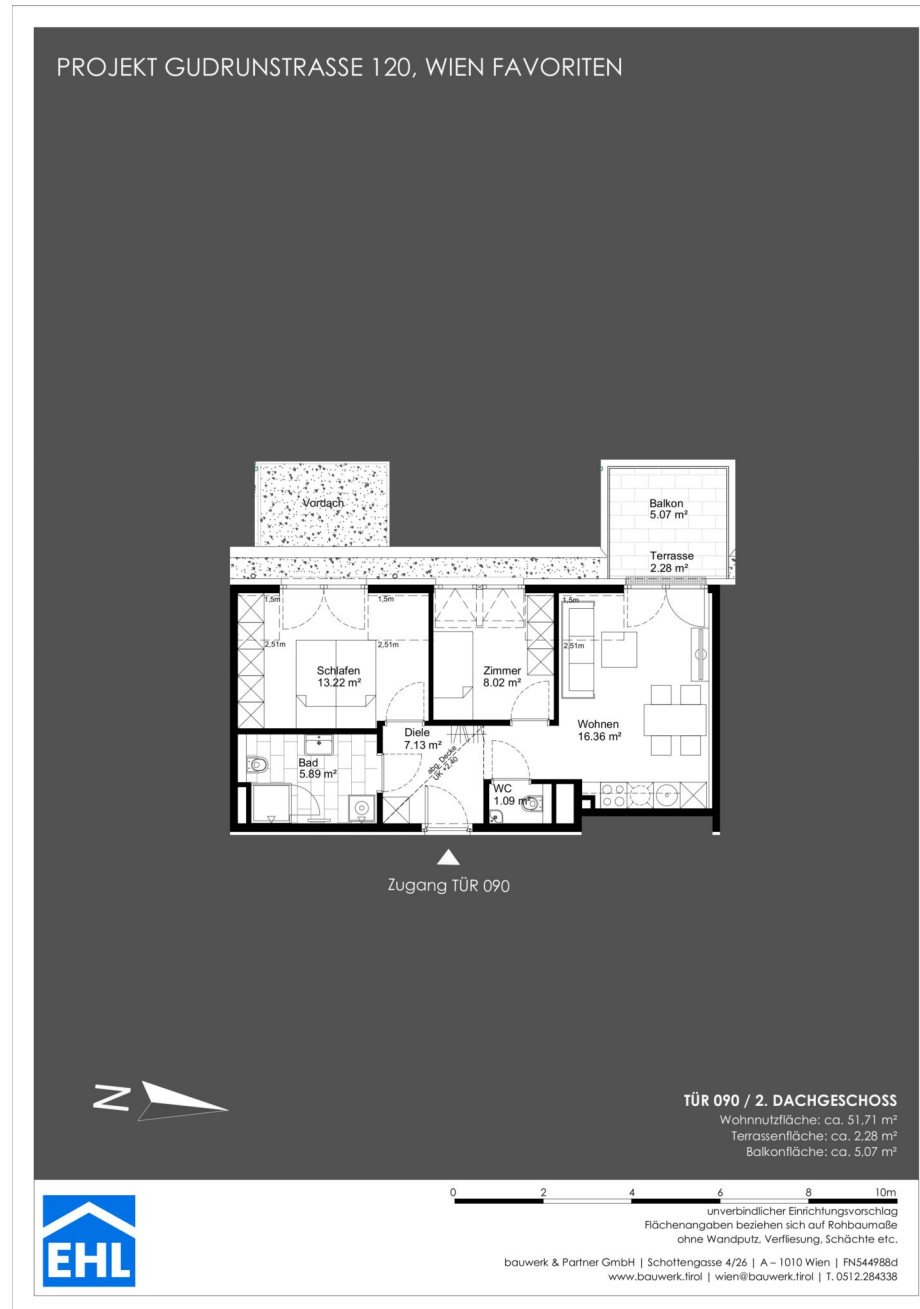 PROJEKT GUDRUNSTRASSE 120, WIEN FAVORITEN
Vordach
Balkon
5.07 m²
Terrasse
2.28 m²
1,5m
1,5m
1,5m
2,51m
2,51m
2,51m
Schlafen
13.22 m²
Zimmer
8.02 m²
Wohnen
16.36 m²
Diele
7.13 m²
abg. Decke
UK +2.40
Bad
5.89 m²
WC
1.09 m²
Zugang TÜR 090
N
TÜR 090 / 2. DACHGESCHOSS
Wohnnutzfläche: ca. 51,71 m²
Terrassenfläche: ca. 2,28 m²
Balkonfläche: ca. 5,07 m²
0 2 4 6 8 10m
unverbindlicher Einrichtungsvorschlag
Flächenangaben beziehen sich auf Rohbaumaße
ohne Wandputz, Verfliesung, Schächte etc.
EHL
bauwerk & Partner GmbH | Schottengasse 4/26 | A – 1010 Wien | FN544988d
www.bauwerk.tirol | wien@bauwerk.tirol | T. 0512.284338